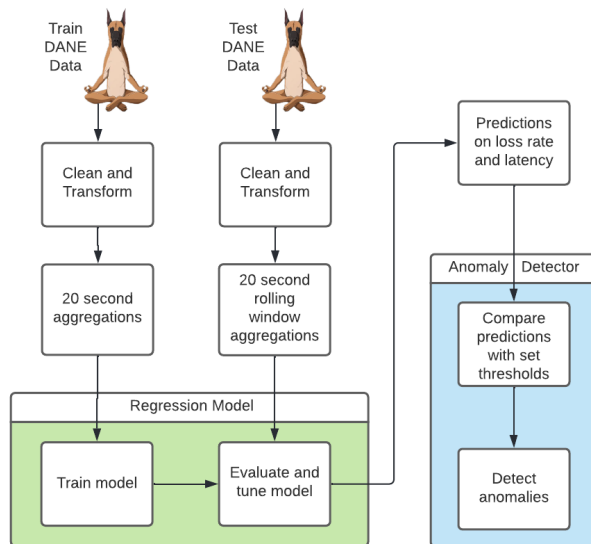 Train
DANE
Data
Test
DANE
Data
Clean and
Transform
Clean and
Transform
Predictions
on loss rate
and latency
20 second
aggregations
20 second
rolling
window
aggregations
Anomaly Detector
Compare
predictions
with set
thresholds
Regression Model
Train model
Evaluate and
tune model
Detect
anomalies